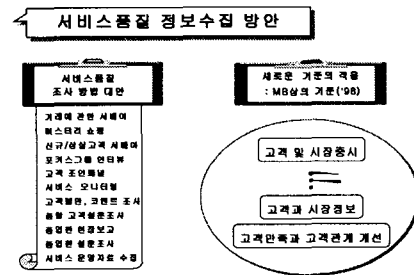 서비스품질 정보수집 방안
서비스품질
조사 방법 대안
거래에 관한 서베이
미스터리 쇼핑
신규/상실고객 서베이
포커스그룹 인터뷰
고객 조언패널
서비스 모니터링
고객불만, 코멘트 조사
종합 고객설문조사
종업원 현장보고
종업원 설문조사
서비스 운영자료 수집
새로운 기준의 적용
: MB상의 기준('98)
고객 및 시장중시
고객과 시장정보
고객만족과 고객관계 개선